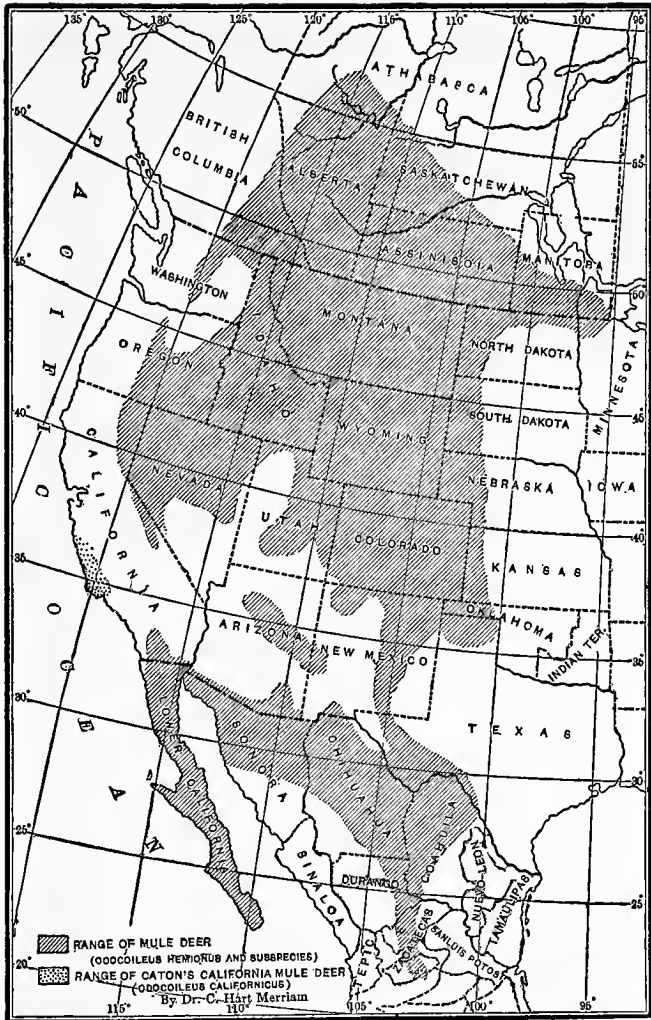 135°
130°
125°
120°
115°
110°
105°
100°
95°
ATHABASCA
BRITISH
COLUMBIA
ALBERTA
SASKATCHEWAN
55°
50°
PACIFIC OCEAN
ASSINIBOIA
MANITOBA
WASHINGTON
50°
MONTANA
IDAHO
NORTH DAKOTA
MINNESOTA
45°
OREGON
WYOMING
SOUTH DAKOTA
45°
40°
CALIFORNIA
NEVADA
UTAH
NEBRASKA
IOWA
COLORADO
40°
KANSAS
35°
ARIZONA
NEW MEXICO
OKLAHOMA
INDIAN TER.
35°
30°
TEXAS
LOWER CALIFORNIA
SONORA
CHIHUAHUA
COAHUILA
30°
25°
SINALOA
DURANGO
NUEVO-LEON
TAMAULIPAS
25°
ZACATECAS
SAN LUIS POTOSI
TEPIC
20°
RANGE OF MULE DEER
(ODOCOILEUS HEMIONUS AND SUBSPECIES)
RANGE OF CATON'S CALIFORNIA MULE DEER
(ODOCOILEUS CALIFORNICUS)
By Dr. C. Hart Merriam
115°
110°
105°
100°
95°